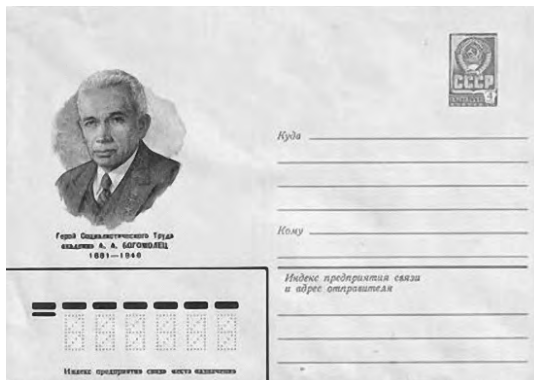 Герой Социалистического Труда
академик А. А. БОГОМОЛЕЦ
1881—1946
СССР
4
Куда
Кому
Индекс предприятия связи
и адрес отправителя
Индекс предприятия связи места назначения